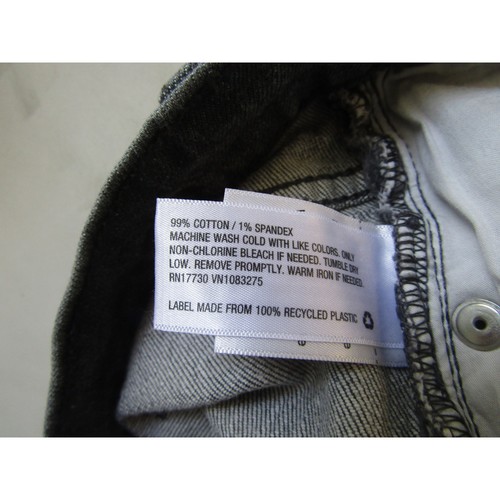 99% COTTON / 1% SPANDEX
MACHINE WASH COLD WITH LIKE COLORS. ONLY
NON-CHLORINE BLEACH IF NEEDED. TUMBLE DRY
LOW. REMOVE PROMPTLY. WARM IRON IF NEEDED.
RN17730 VN1083275
LABEL MADE FROM 100% RECYCLED PLASTIC